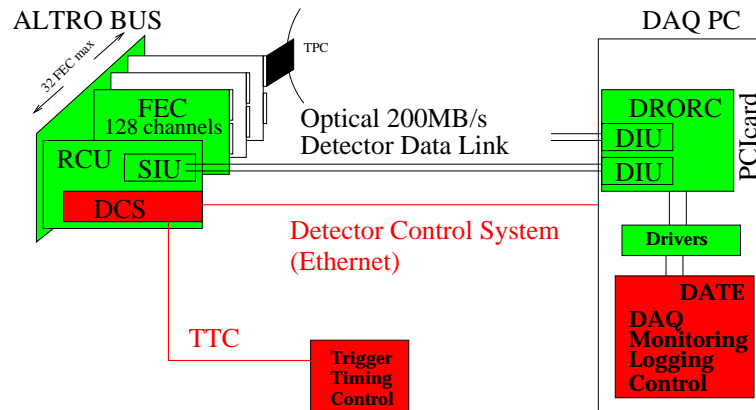 ALTRO BUS
DAQ PC
32 FEC max
TPC
FEC
128 channels
Optical 200MB/s
Detector Data Link
DRORC
DIU
DIU
PCIcard
RCU
SIU
DCS
Detector Control System
(Ethernet)
Drivers
TTC
DATE
DAQ
Monitoring
Logging
Control
Trigger
Timing
Control